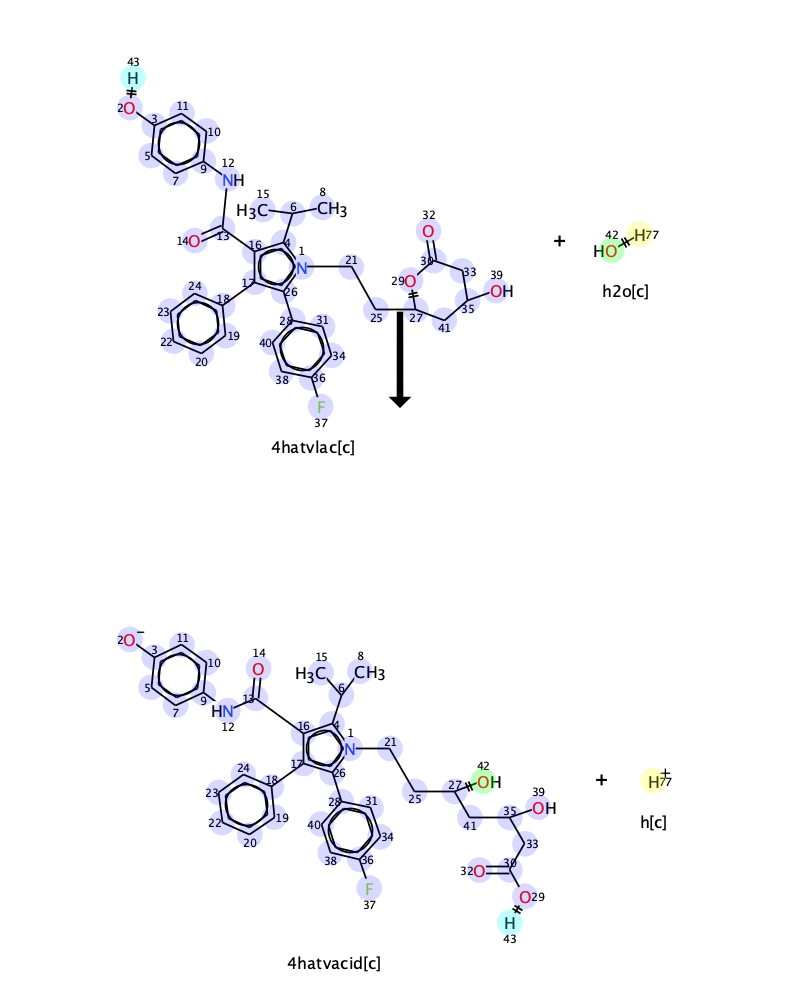 43
H
2O
3
11
10
5
7
9
12
NH
15
H3C
6
8
CH3
14O
13
16
4
1
N
21
32
O
30
33
39
29O
OH
35
27
25
41
17
26
24
18
23
22
19
20
28
31
40
34
38
36
F
37
+
42
HO
H77
h2o[c]
4hatvlac[c]
2O−
3
11
10
5
7
9
HN
12
14
O
13
15
H3C
8
CH3
6
16
4
1
N
21
17
26
24
18
23
22
19
20
28
31
40
34
38
36
F
37
25
27
42
OH
41
35
39
OH
33
30
32O
O29
H
43
+
H+
77
h[c]
4hatvacid[c]